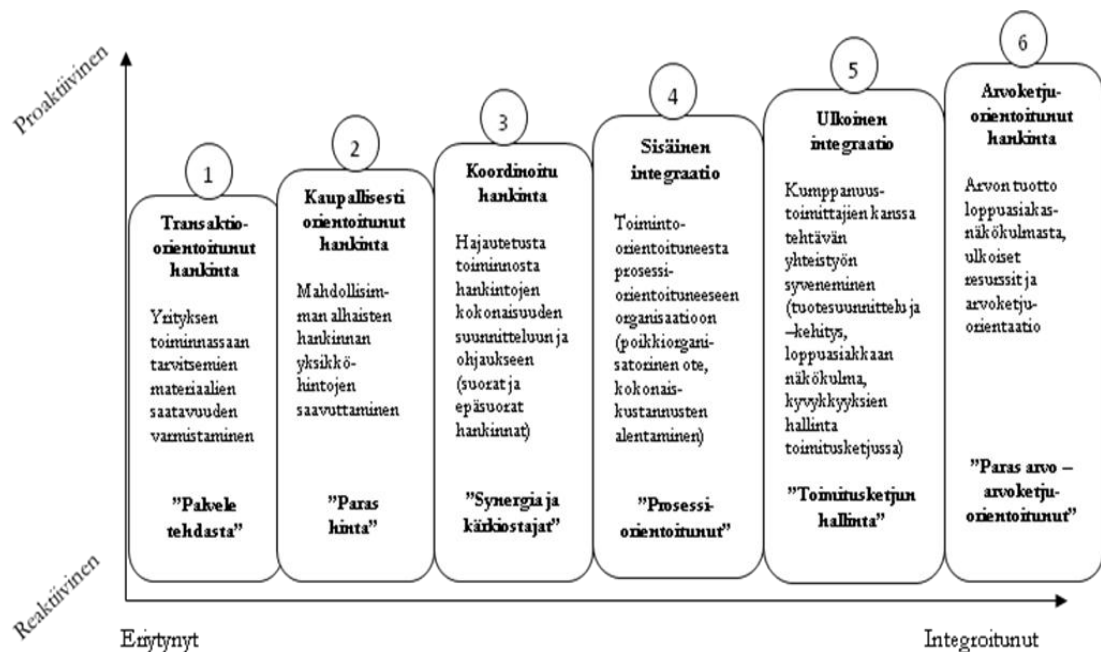 Proaktiivinen
1
Transaktio-
orientoitunut
hankinta
Yrityksen
toiminnassaan
tarvitsemien
materiaalien
saatavuuden
varmistaminen
”Palvele
tehdasta”
2
Kaupallisesti
orientoitunut
hankinta
Mahdollisim-
man alhaisten
hankinnan
yksikkö-
hintojen
saavuttaminen
”Paras
hinta”
3
Koordinoitu
hankinta
Hajautetusta
toiminnosta
hankintojen
kokonaisuuden
suunnitteluun ja
ohjaukseen
(suorat ja
epäsuorat
hankinnat)
”Synergia ja
kärkiostajat”
4
Sisäinen
integraatio
Toiminto-
orientoituneesta
prosessi-
orientoituneeseen
organisaatioon
(poikkiorgani-
satorinen ote,
kokonais-
kustannusten
alentaminen)
”Prosessi-
orientoitunut”
5
Ulkoinen
integraatio
Kumppanuus-
toimittajien kanssa
tehtävän
yhteistyön
syveneminen
(tuotesuunnittelu ja
–kehitys,
loppuasiakkaan
näkökulma,
kyvykkyyksien
hallinta
toimitusketjussa)
”Toimitusketjun
hallinta”
6
Arvoketju-
orientoitunut
hankinta
Arvon tuotto
loppuasiakas-
näkökulmasta,
ulkoiset
resurssit ja
arvoketju-
orientaatio
”Paras arvo –
arvoketju-
orientoitunut”
Reaktiivinen
Eriytynyt
Integroitunut